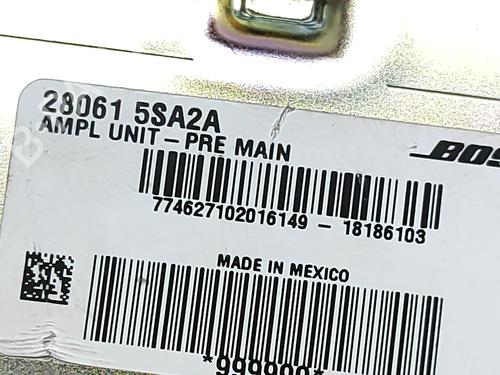 28061 5SA2A
AMPL UNIT-PRE MAIN
774627102016149 - 18186103
MADE IN MEXICO